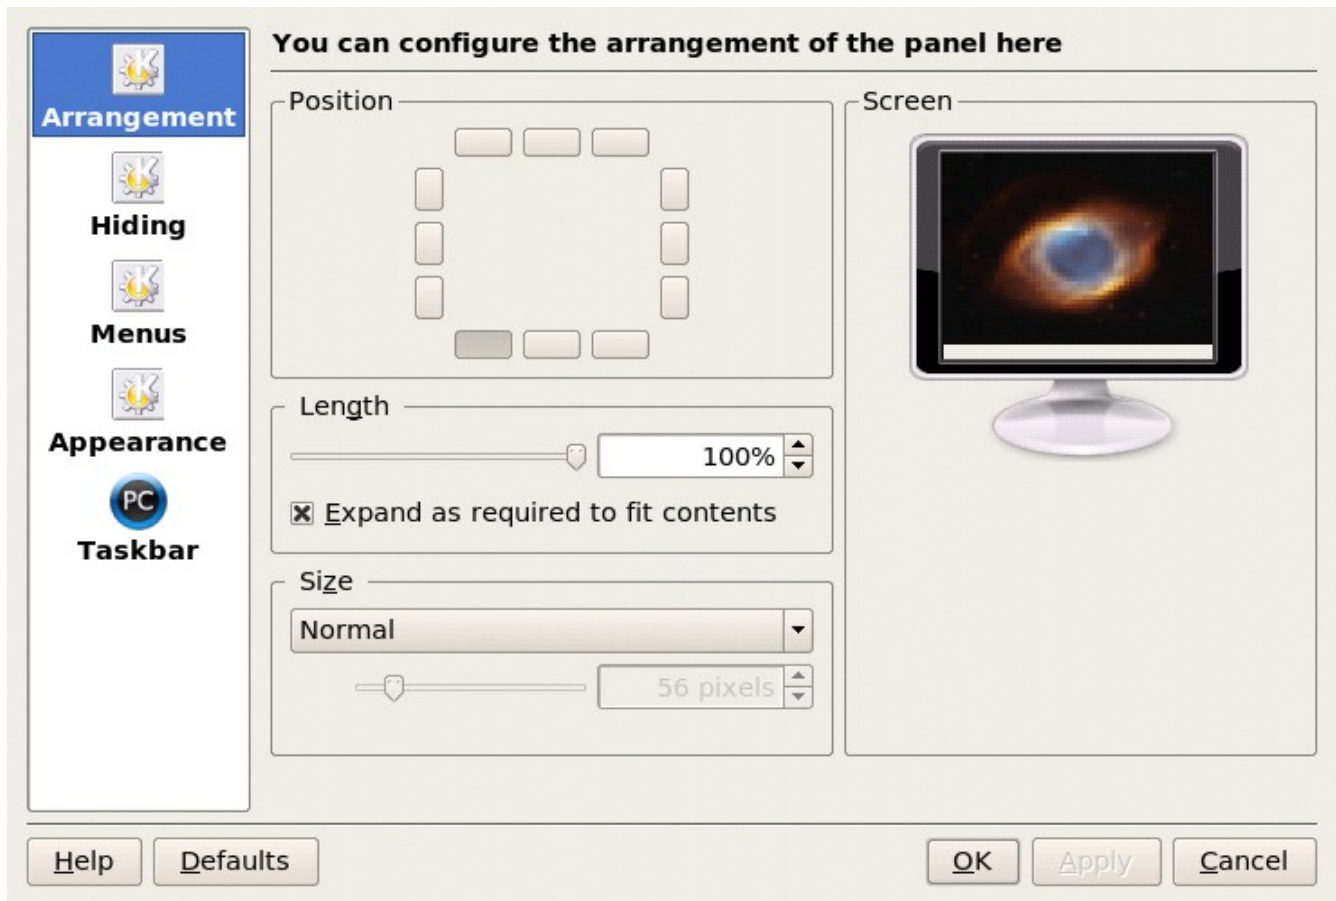 You can configure the arrangement of the panel here
Arrangement
Hiding
Menus
Appearance
PC
Taskbar
Position
Length
100%
Expand as required to fit contents
Size
Normal
56 pixels
Screen
Help
Defaults
OK
Apply
Cancel